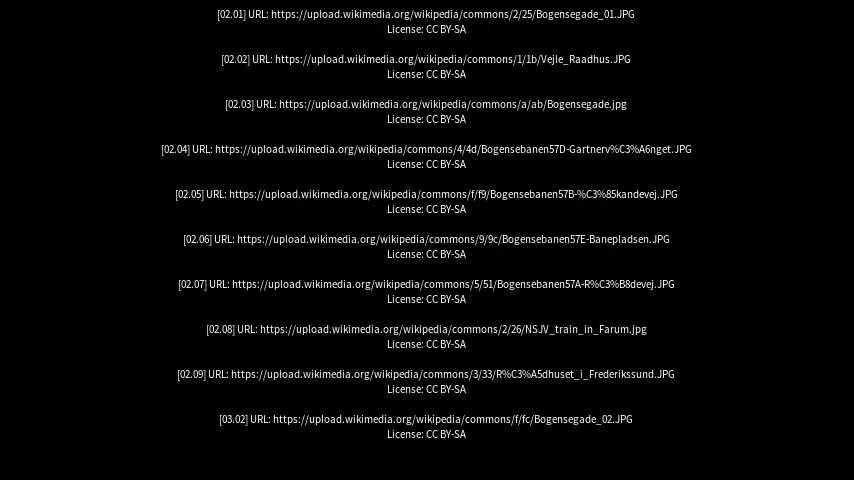 [02.01] URL: https://upload.wikimedia.org/wikipedia/commons/2/25/Bogensegade_01.JPG
License: CC BY-SA
[02.02] URL: https://upload.wikimedia.org/wikipedia/commons/1/1b/Vejle_Raadhus.JPG
License: CC BY-SA
[02.03] URL: https://upload.wikimedia.org/wikipedia/commons/a/ab/Bogensegade.jpg
License: CC BY-SA
[02.04] URL: https://upload.wikimedia.org/wikipedia/commons/4/4d/Bogensebanen57D-Gartnerv%C3%A6nget.JPG
License: CC BY-SA
[02.05] URL: https://upload.wikimedia.org/wikipedia/commons/f/f9/Bogensebanen57B-%C3%85kandevej.JPG
License: CC BY-SA
[02.06] URL: https://upload.wikimedia.org/wikipedia/commons/9/9c/Bogensebanen57E-Banepladsen.JPG
License: CC BY-SA
[02.07] URL: https://upload.wikimedia.org/wikipedia/commons/5/51/Bogensebanen57A-R%C3%B8devej.JPG
License: CC BY-SA
[02.08] URL: https://upload.wikimedia.org/wikipedia/commons/2/26/NSJV_train_in_Farum.jpg
License: CC BY-SA
[02.09] URL: https://upload.wikimedia.org/wikipedia/commons/3/33/R%C3%A5dhuset_i_Frederikssund.JPG
License: CC BY-SA
[03.02] URL: https://upload.wikimedia.org/wikipedia/commons/f/fc/Bogensegade_02.JPG
License: CC BY-SA